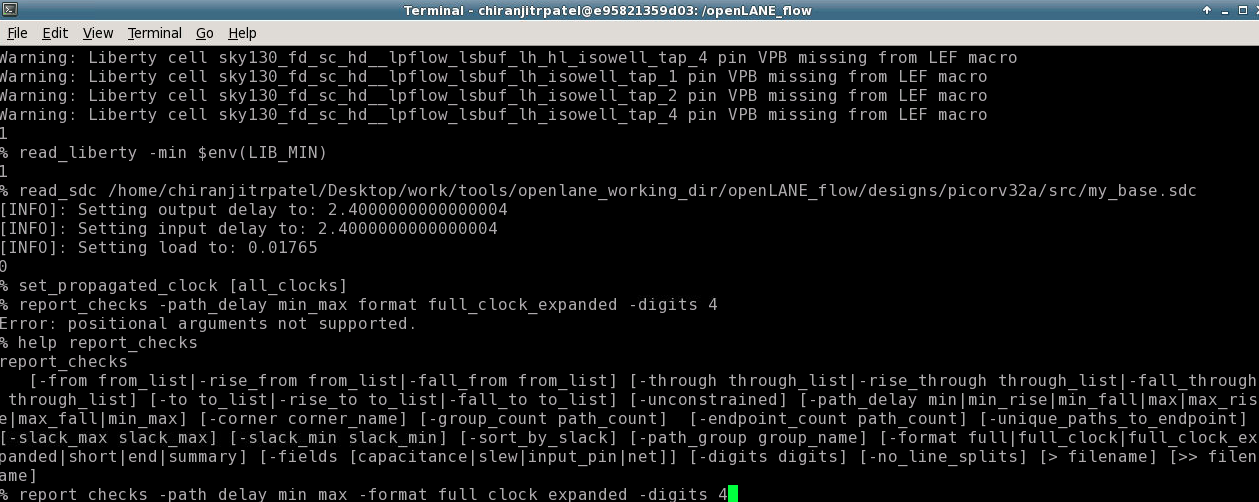 Terminal - chiranjitrpatel@e95821359d03: /openLANE_flow
File Edit View Terminal Go Help
Warning: Liberty cell sky130_fd_sc_hd__lpflow_lsbuf_lh_hl_isowell_tap_4 pin VPB missing from LEF macro
Warning: Liberty cell sky130_fd_sc_hd__lpflow_lsbuf_lh_isowell_tap_1 pin VPB missing from LEF macro
Warning: Liberty cell sky130_fd_sc_hd__lpflow_lsbuf_lh_isowell_tap_2 pin VPB missing from LEF macro
Warning: Liberty cell sky130_fd_sc_hd__lpflow_lsbuf_lh_isowell_tap_4 pin VPB missing from LEF macro
1
% read_liberty -min $env(LIB_MIN)
1
% read_sdc /home/chiranjitrpatel/Desktop/work/tools/openlane_working_dir/openLANE_flow/designs/picorv32a/src/my_base.sdc
[INFO]: Setting output delay to: 2.4000000000000004
[INFO]: Setting input delay to: 2.4000000000000004
[INFO]: Setting load to: 0.01765
0
% set_propagated_clock [all_clocks]
% report_checks -path_delay min_max format full_clock_expanded -digits 4
Error: positional arguments not supported.
% help report_checks
report_checks
[-from from_list|-rise_from from_list|-fall_from from_list] [-through through_list|-rise_through through_list|-fall_through
through_list] [-to to_list|-rise_to to_list|-fall_to to_list] [-unconstrained] [-path_delay min|min_rise|min_fall|max|max_ris
e|max_fall|min_max] [-corner corner_name] [-group_count path_count] [-endpoint_count path_count] [-unique_paths_to_endpoint]
[-slack_max slack_max] [-slack_min slack_min] [-sort_by_slack] [-path_group group_name] [-format full|full_clock|full_clock_ex
panded|short|end|summary] [-fields [capacitance|slew|input_pin|net]] [-digits digits] [-no_line_splits] [> filename] [>> filen
ame]
% report_checks -path_delay min_max -format full_clock_expanded -digits 4